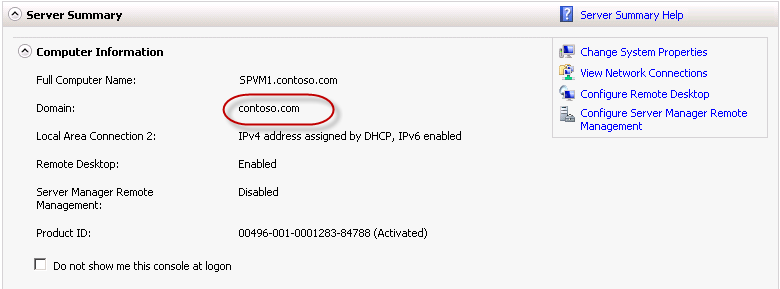 Server Summary
Server Summary Help
Computer Information
Full Computer Name: SPVM1.contoso.com
Domain: contoso.com
Local Area Connection 2: IPv4 address assigned by DHCP, IPv6 enabled
Remote Desktop: Enabled
Server Manager Remote Disabled
Management:
Product ID: 00496-001-0001283-84788 (Activated)
Do not show me this console at logon
Change System Properties
View Network Connections
Configure Remote Desktop
Configure Server Manager Remote
Management